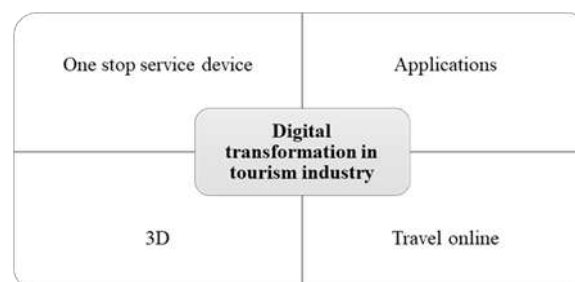 One stop service device
Applications
Digital
transformation in
tourism industry
3D
Travel online